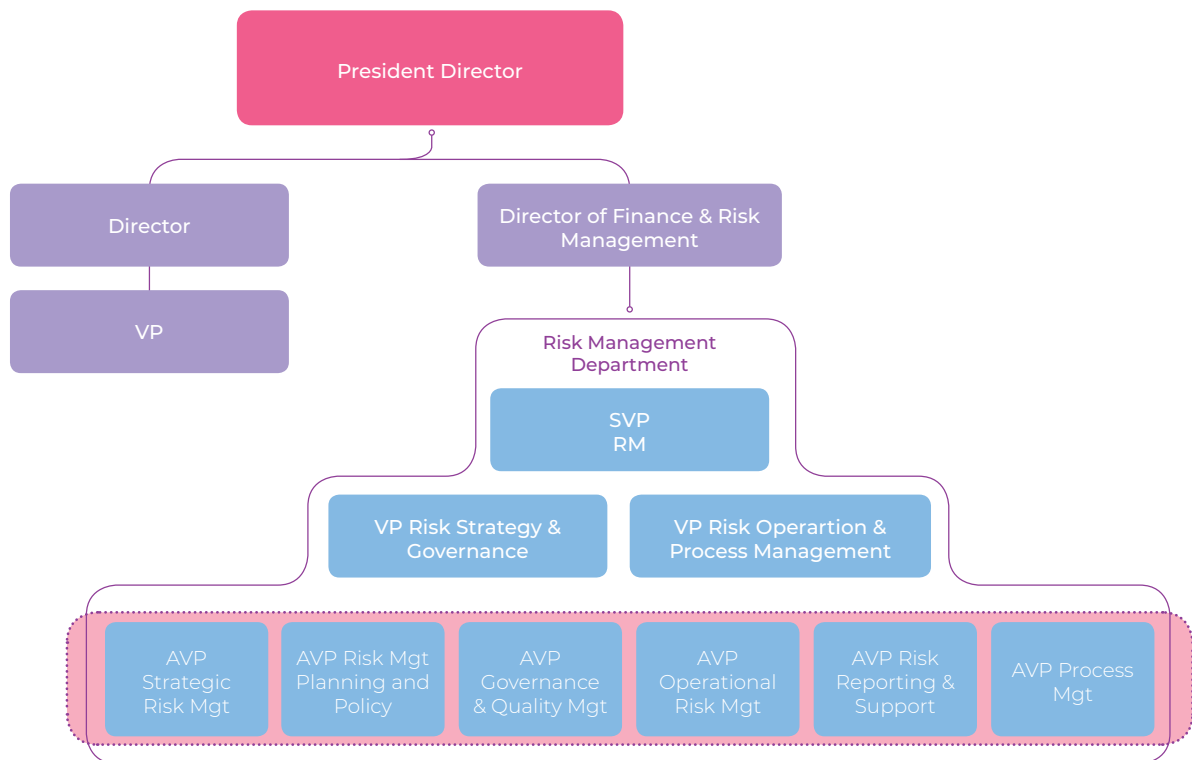 President Director
Director
Director of Finance & Risk
Management
VP
Risk Management
Department
SVP
RM
VP Risk Strategy &
Governance
VP Risk Operartion &
Process Management
AVP
Strategic
Risk Mgt
AVP Risk Mgt
Planning and
Policy
AVP
Governance
& Quality Mgt
AVP
Operational
Risk Mgt
AVP Risk
Reporting &
Support
AVP Process
Mgt